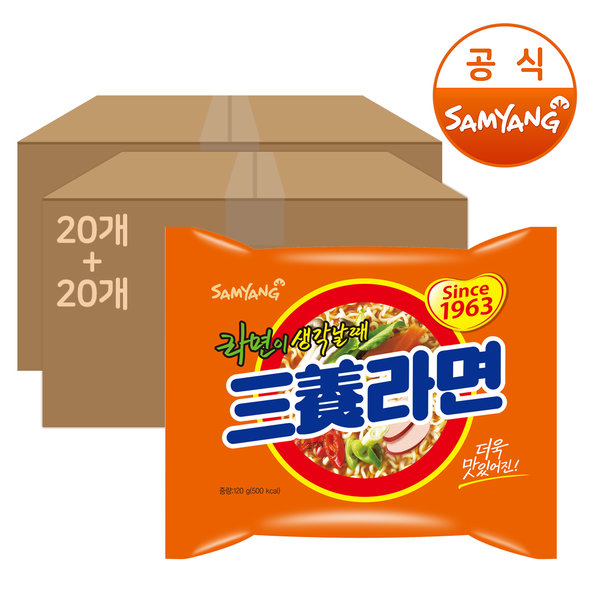 공식
SAMYANG
20개
+
20개
SAMYANG
Since
1963
라면이 생각날때
三養라면
더욱
맛있어진!
중량:120 g(500 kcal)